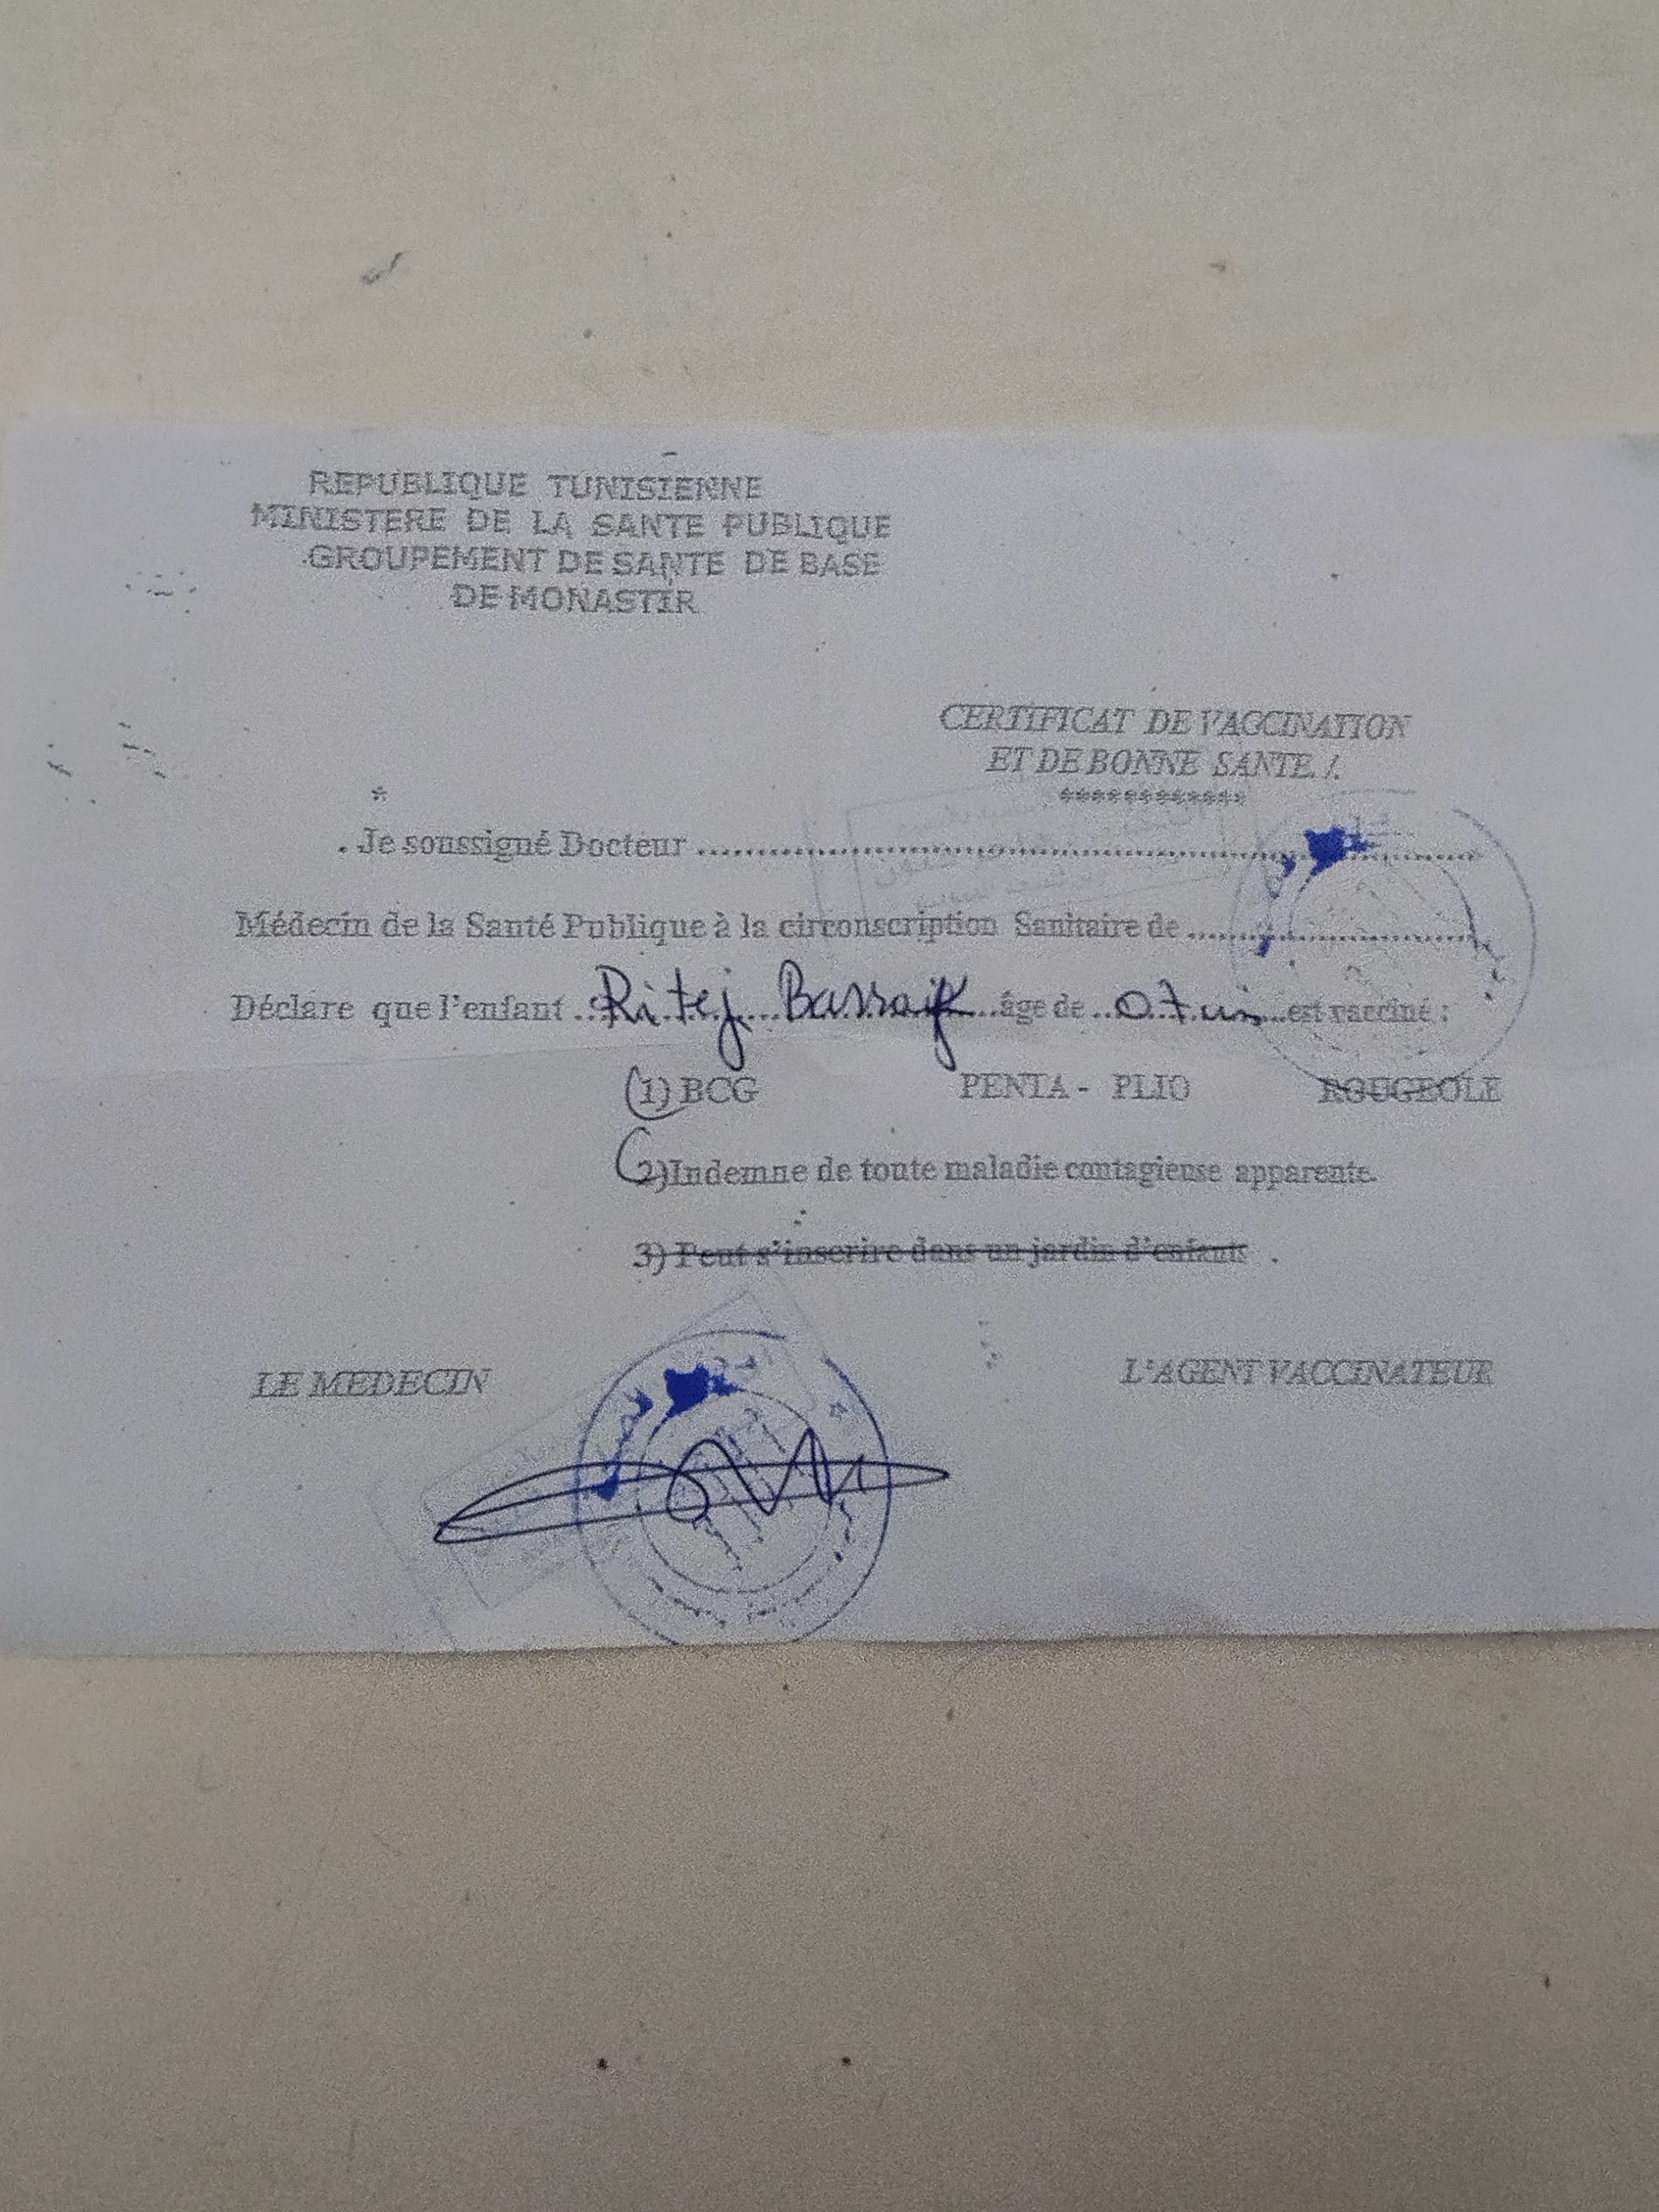 REPUBLIQUE TUNISIENNE
MINISTERE DE LA SANTE PUBLIQUE
GROUPEMENT DE SANTE DE BASE
DE MONASTIR
CERTIFICAT DE VACCINATION
ET DE BONNE SANTE /.
************
*
. Je soussigné Docteur ....................
Médecin de la Santé Publique à la circonscription Sanitaire de ....................
Déclare que l'enfant Ritej âge de 07 est vacciné :
(1) BCG PENTA - PLIO ROUGEOLE
(2) Indemne de toute maladie contagieuse apparente.
3) Peut s'inscrire dans un jardin d'enfants .
LE MEDECIN L'AGENT VACCINATEUR